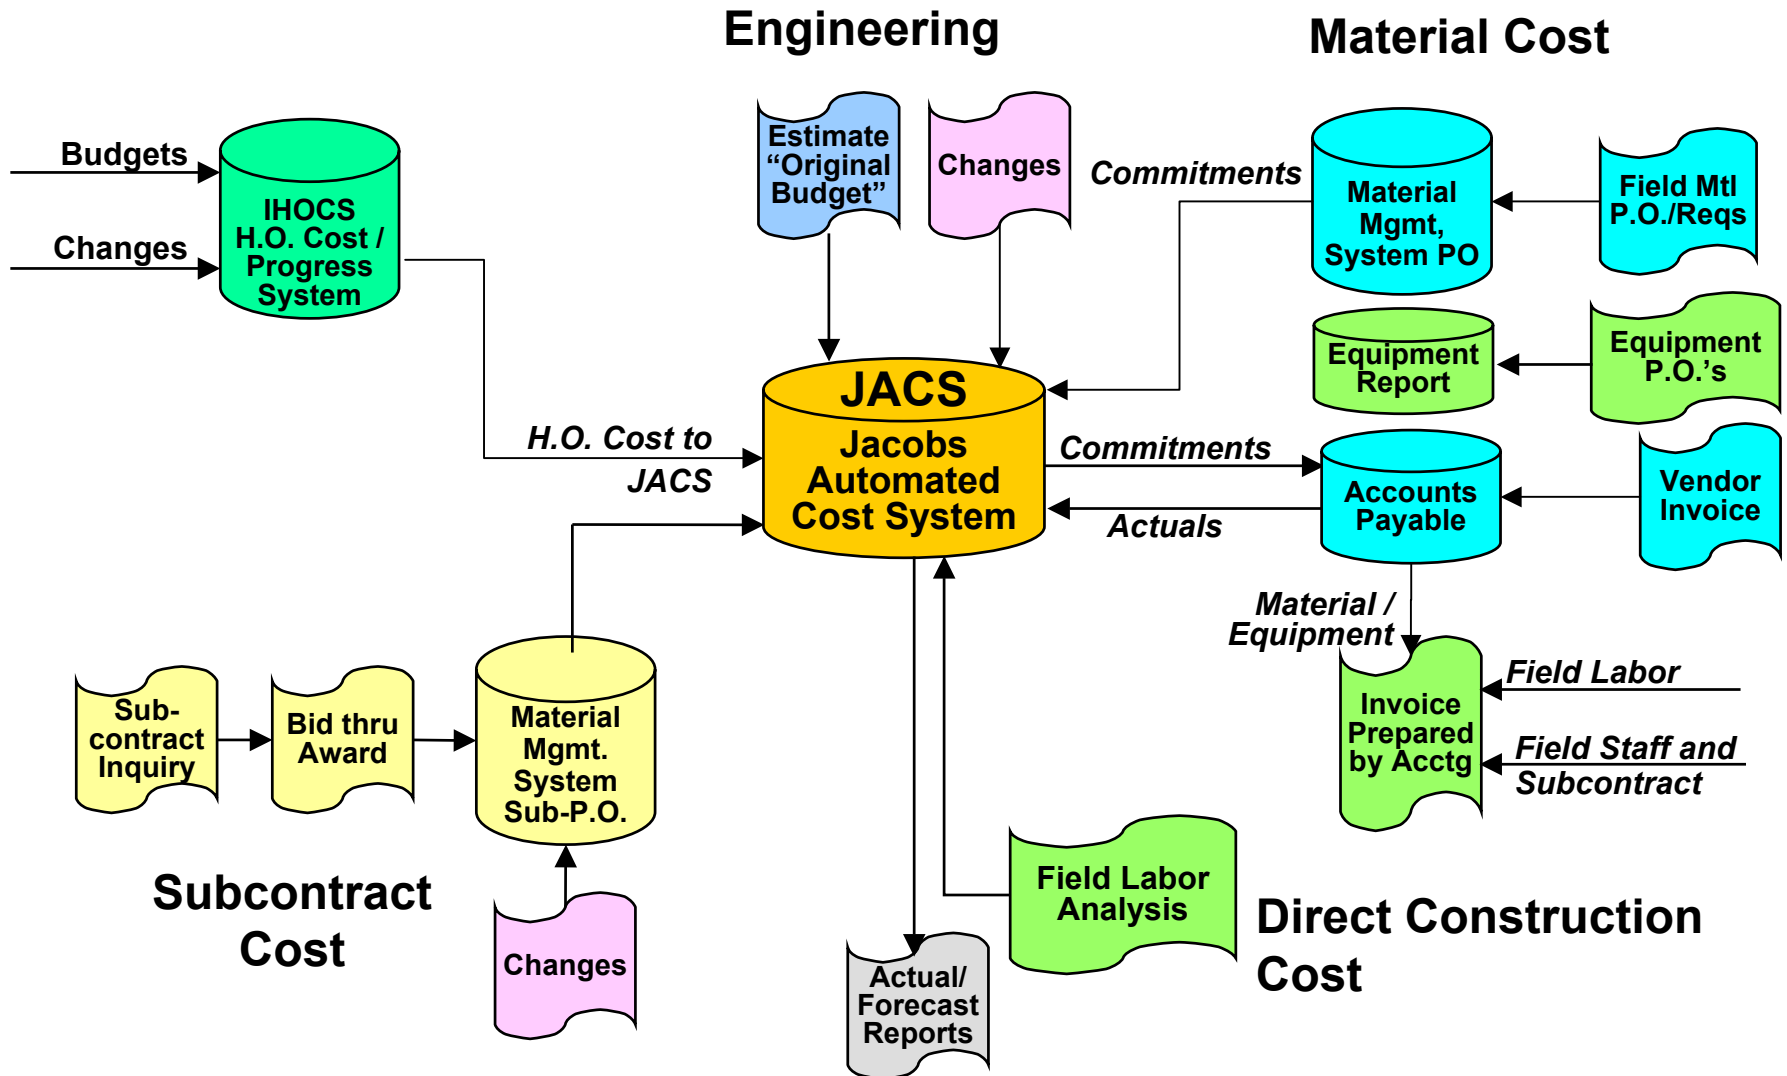 Engineering
Material Cost
Budgets
Changes
IHOCS
H.O. Cost /
Progress
System
Estimate
“Original
Budget”
Changes
Commitments
Material
Mgmt,
System PO
Field Mtl
P.O./Reqs
Equipment
Report
Equipment
P.O.’s
JACS
Jacobs
Automated
Cost System
H.O. Cost to
JACS
Commitments
Actuals
Accounts
Payable
Vendor
Invoice
Material /
Equipment
Invoice
Prepared
by Acctg
Field Labor
Field Staff and
Subcontract
Sub-
contract
Inquiry
Bid thru
Award
Material
Mgmt.
System
Sub-P.O.
Subcontract
Cost
Changes
Actual/
Forecast
Reports
Field Labor
Analysis
Direct Construction
Cost